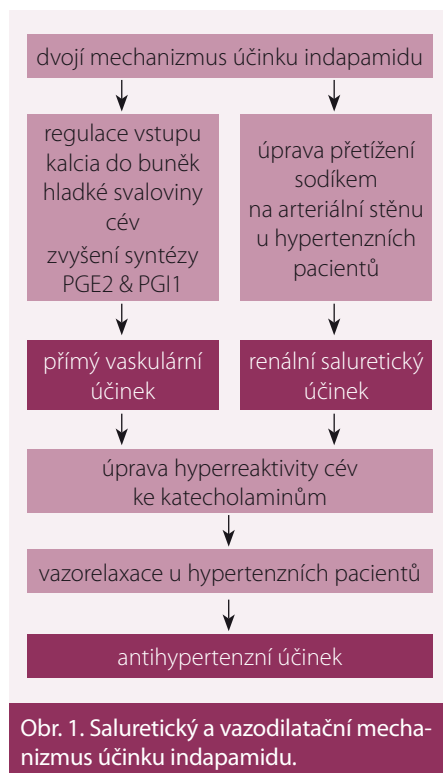 dvojí mechanizmus účinku indapamidu
regulace vstupu
kalcia do buněk
hladké svaloviny
cév
zvýšení syntézy
PGE2 & PGI1
úprava přetížení
sodíkem
na arteriální stěnu
u hypertenzních
pacientů
přímý vaskulární
účinek
renální saluretický
účinek
úprava hyperreaktivity cév
ke katecholaminům
vazorelaxace u hypertenzních pacientů
antihypertenzní účinek
Obr. 1. Saluretický a vazodilatační mecha-
nizmus účinku indapamidu.